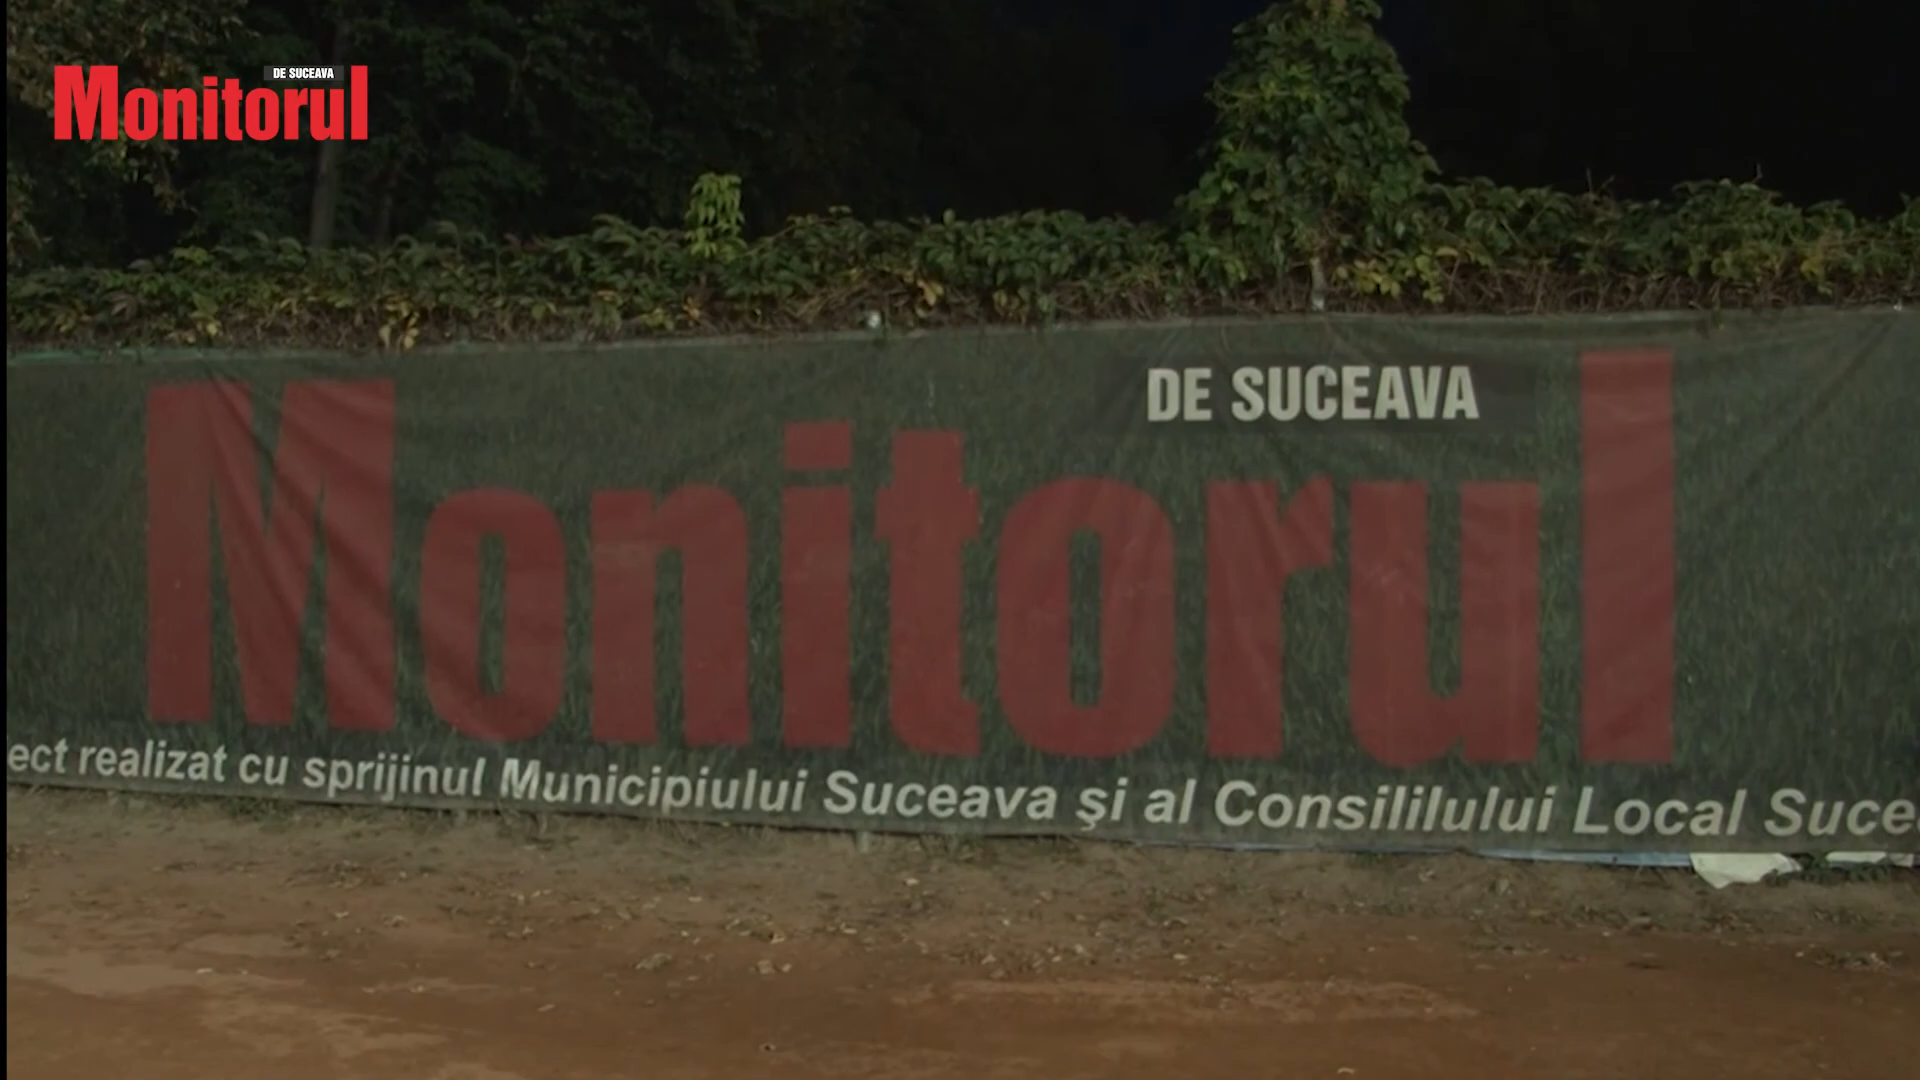 DE SUCEAVA
Monitorul
DE SUCEAVA
Monitorul
ect realizat cu sprijinul Municipiului Suceava şi al Consililului Local Suce